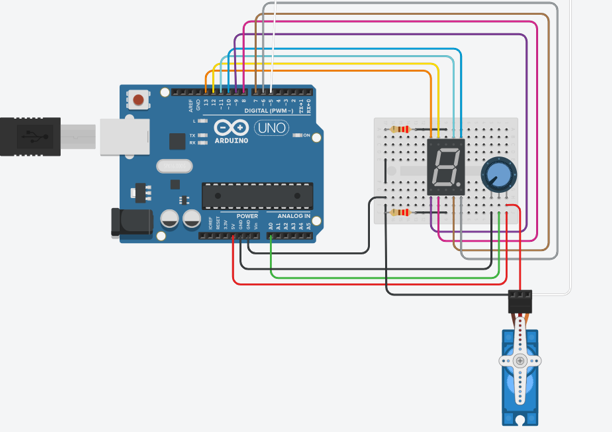 AREF
GND
13
12
~11
~10
~9
8
7
~6
~5
4
~3
2
TX→1
RX←0
DIGITAL (PWM~)
L
TX
RX
ARDUINO
UNO
ON
POWER
ANALOG IN
IOREF
RESET
3.3V
5V
GND
GND
Vin
A0
A1
A2
A3
A4
A5